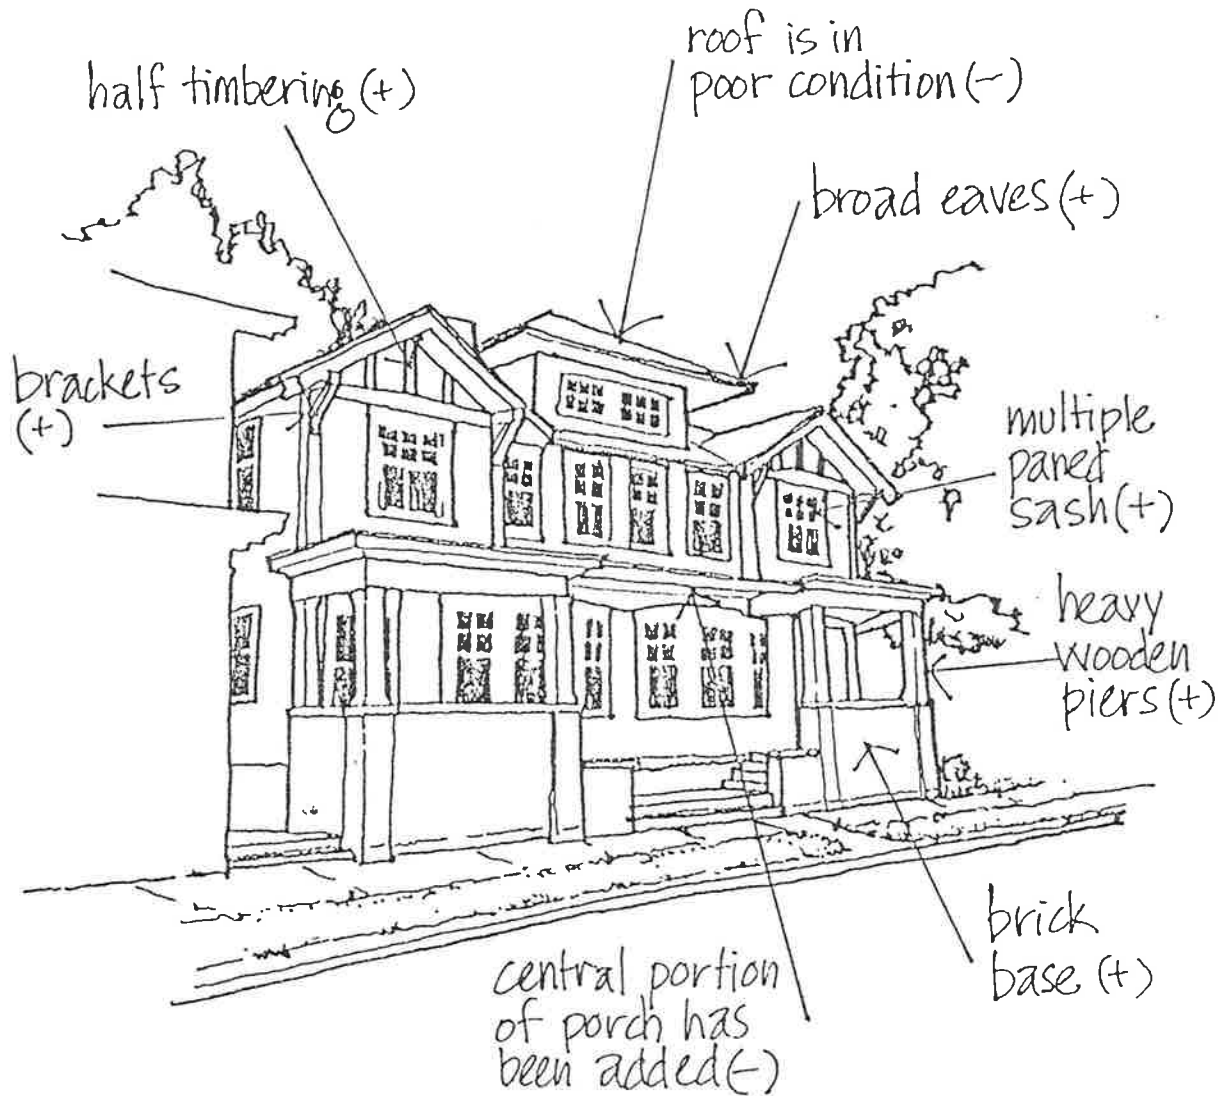 roof is in
poor condition (-)
half timbering (+)
broad eaves (+)
brackets
(+)
multiple
paned
sash (+)
heavy
wooden
piers (+)
brick
base (+)
central portion
of porch has
been added (-)